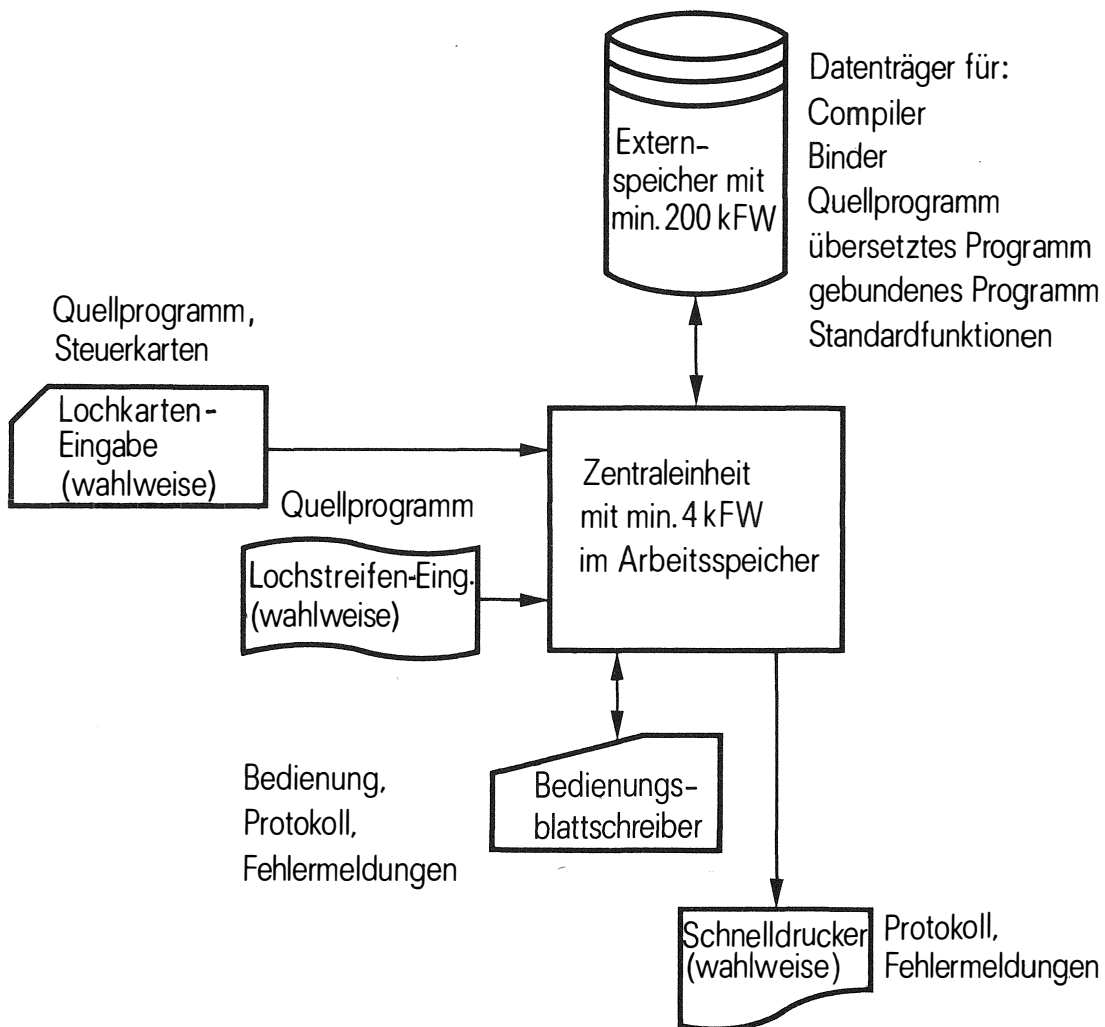 Datenträger für:
Compiler
Binder
Quellprogramm
übersetztes Programm
gebundenes Programm
Standardfunktionen
Extern-
speicher mit
min. 200 kFW
Quellprogramm,
Steuerkarten
Lochkarten-
Eingabe
(wahlweise)
Quellprogramm
Lochstreifen-Eing.
(wahlweise)
Zentraleinheit
mit min. 4 kFW
im Arbeitsspeicher
Bedienung,
Protokoll,
Fehlermeldungen
Bedienungs-
blattschreiber
Schnelldrucker
(wahlweise)
Protokoll,
Fehlermeldungen